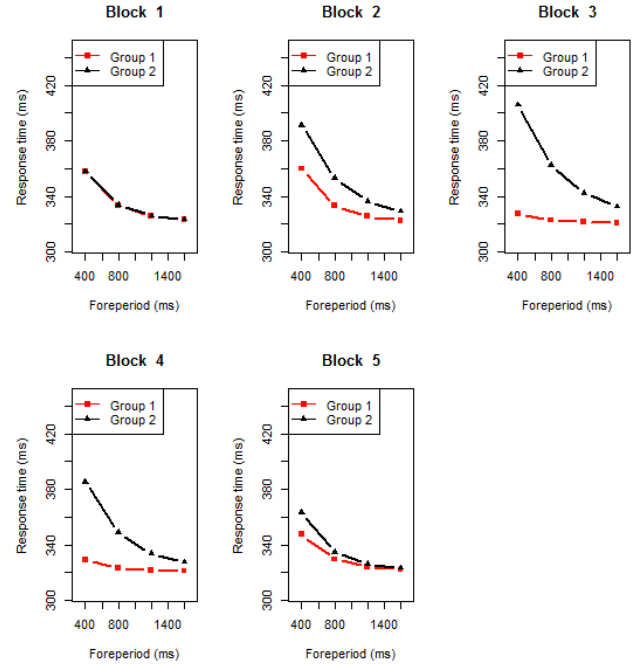 Block 1
Group 1
Group 2
Response time (ms)
300 340 380 420
400 800 1400
Foreperiod (ms)
Block 2
Group 1
Group 2
Response time (ms)
300 340 380 420
400 800 1400
Foreperiod (ms)
Block 3
Group 1
Group 2
Response time (ms)
300 340 380 420
400 800 1400
Foreperiod (ms)
Block 4
Group 1
Group 2
Response time (ms)
300 340 380 420
400 800 1400
Foreperiod (ms)
Block 5
Group 1
Group 2
Response time (ms)
300 340 380 420
400 800 1400
Foreperiod (ms)